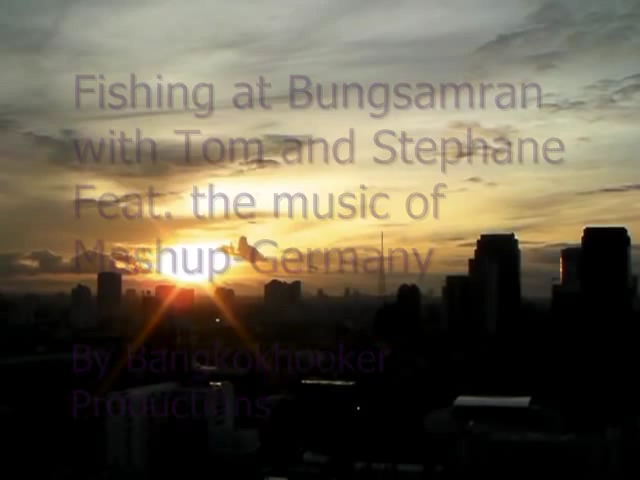 Fishing at Bungsamran
with Tom and Stephane
Feat. the music of
Mashup-Germany
By Bangkokhooker
Productions